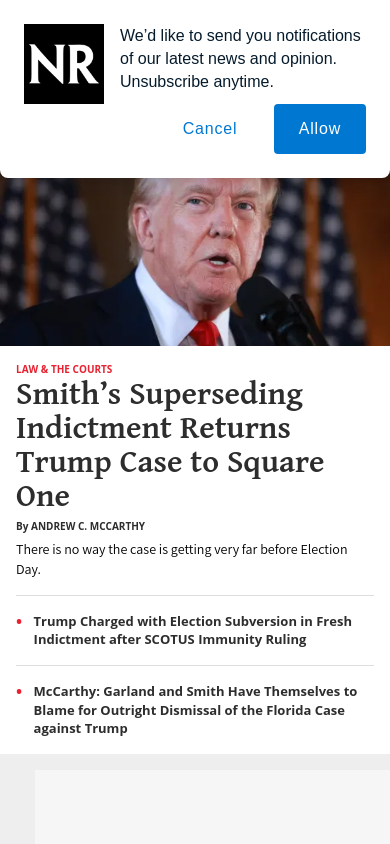 NR
We’d like to send you notifications
of our latest news and opinion.
Unsubscribe anytime.
Cancel
Allow
LAW & THE COURTS
Smith’s Superseding
Indictment Returns
Trump Case to Square
One
By ANDREW C. MCCARTHY
There is no way the case is getting very far before Election
Day.
• Trump Charged with Election Subversion in Fresh
Indictment after SCOTUS Immunity Ruling
• McCarthy: Garland and Smith Have Themselves to
Blame for Outright Dismissal of the Florida Case
against Trump